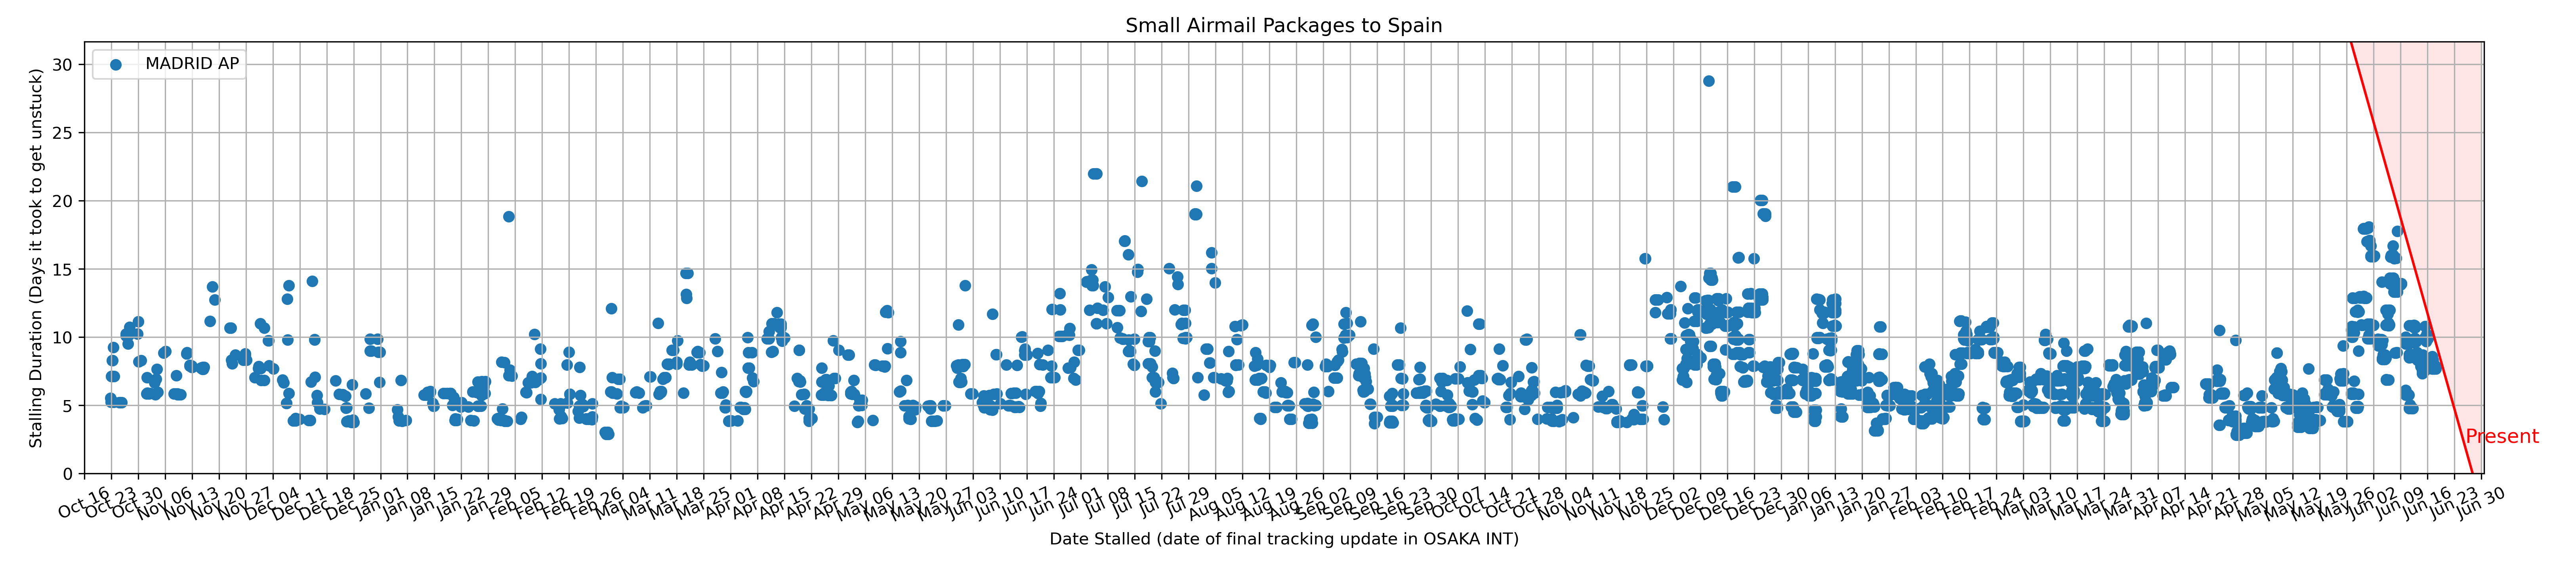 Small Airmail Packages to Spain
MADRID AP
Stalling Duration (Days it took to get unstuck)
30
25
20
15
10
5
0
Present
Oct 16
Oct 23
Oct 30
Nov 06
Nov 13
Nov 20
Nov 27
Dec 04
Dec 11
Dec 18
Dec 25
Jan 01
Jan 08
Jan 15
Jan 22
Jan 29
Feb 05
Feb 12
Feb 19
Feb 26
Mar 04
Mar 11
Mar 18
Mar 25
Apr 01
Apr 08
Apr 15
Apr 22
Apr 29
May 06
May 13
May 20
May 27
Jun 03
Jun 10
Jun 17
Jun 24
Jul 01
Jul 08
Jul 15
Jul 22
Jul 29
Aug 05
Aug 12
Aug 19
Aug 26
Sep 02
Sep 09
Sep 16
Sep 23
Sep 30
Oct 07
Oct 14
Oct 21
Oct 28
Nov 04
Nov 11
Nov 18
Nov 25
Dec 02
Dec 09
Dec 16
Dec 23
Dec 30
Jan 06
Jan 13
Jan 20
Jan 27
Feb 03
Feb 10
Feb 17
Feb 24
Mar 03
Mar 10
Mar 17
Mar 24
Mar 31
Apr 07
Apr 14
Apr 21
Apr 28
May 05
May 12
May 19
May 26
Jun 02
Jun 09
Jun 16
Jun 23
Jun 30
Date Stalled (date of final tracking update in OSAKA INT)